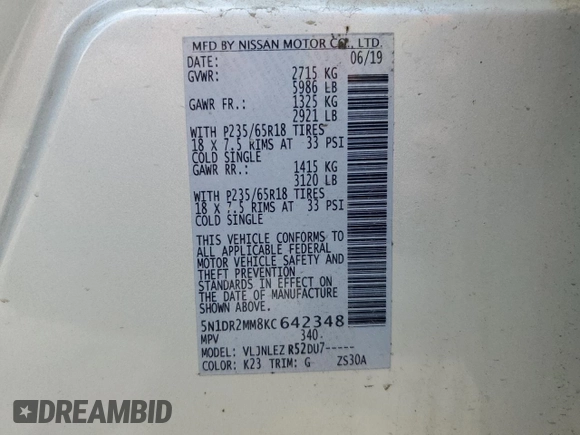 MFD BY NISSAN MOTOR CO., LTD.
DATE: 06/19
GVWR: 2715 KG
5986 LB
GAWR FR.: 1325 KG
2921 LB
WITH P235/65R18 TIRES
18 X 7.5 RIMS AT 33 PSI
COLD SINGLE
GAWR RR.: 1415 KG
3120 LB
WITH P235/65R18 TIRES
18 X 7.5 RIMS AT 33 PSI
COLD SINGLE
THIS VEHICLE CONFORMS TO
ALL APPLICABLE FEDERAL
MOTOR VEHICLE SAFETY AND
THEFT PREVENTION
STANDARDS IN EFFECT ON
THE DATE OF MANUFACTURE
SHOWN ABOVE.
5N1DR2MM8KC642348
MPV 340
MODEL: VLJNLEZ R52DU7-----
COLOR: K23 TRIM: G ZS30A
DREAMBID